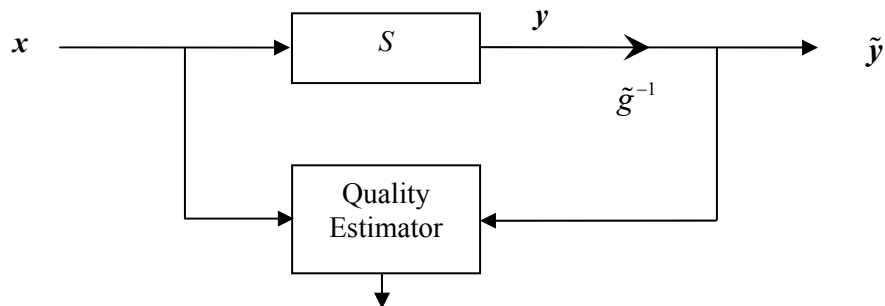 x
S
y
ỹ
g̃⁻¹
Quality
Estimator